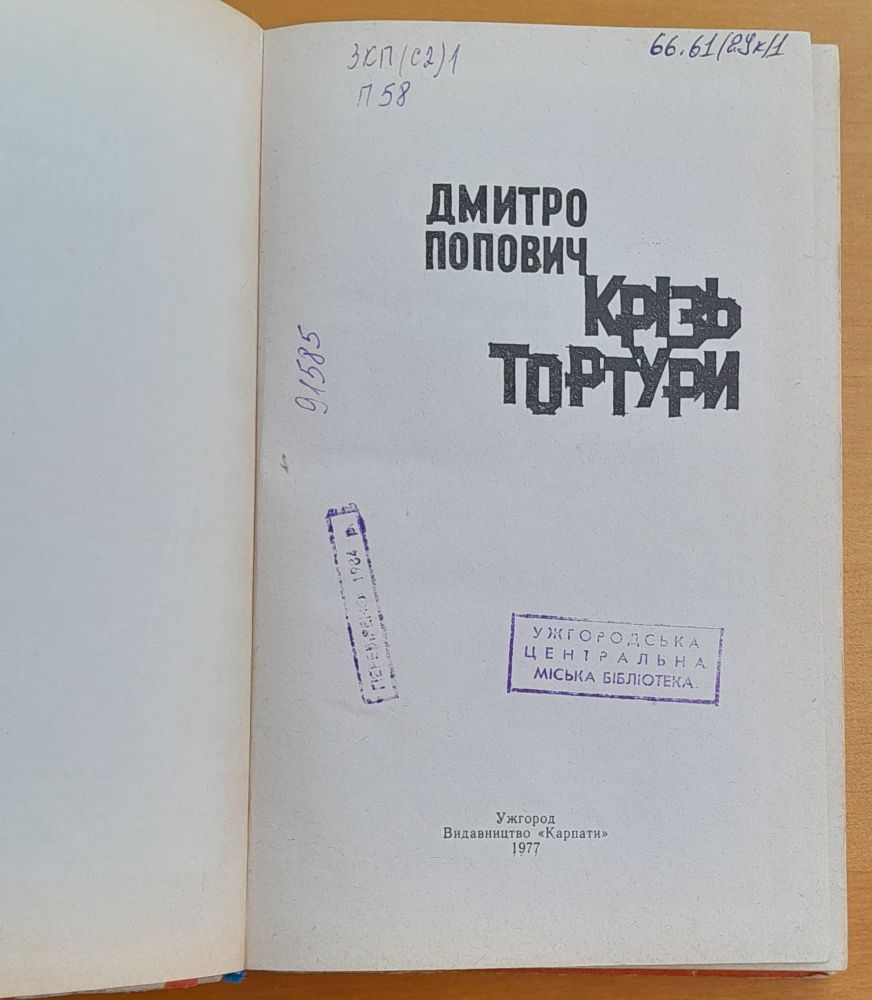 ЗКП(С2)1
П58
66.61(2Ук)1
ДМИТРО
ПОПОВИЧ
КРІЗЬ
ТОРТУРИ
91585
1984 р.
УЖГОРОДСЬКА
ЦЕНТРАЛЬНА
МІСЬКА БІБЛІОТЕКА
Ужгород
Видавництво «Карпати»
1977